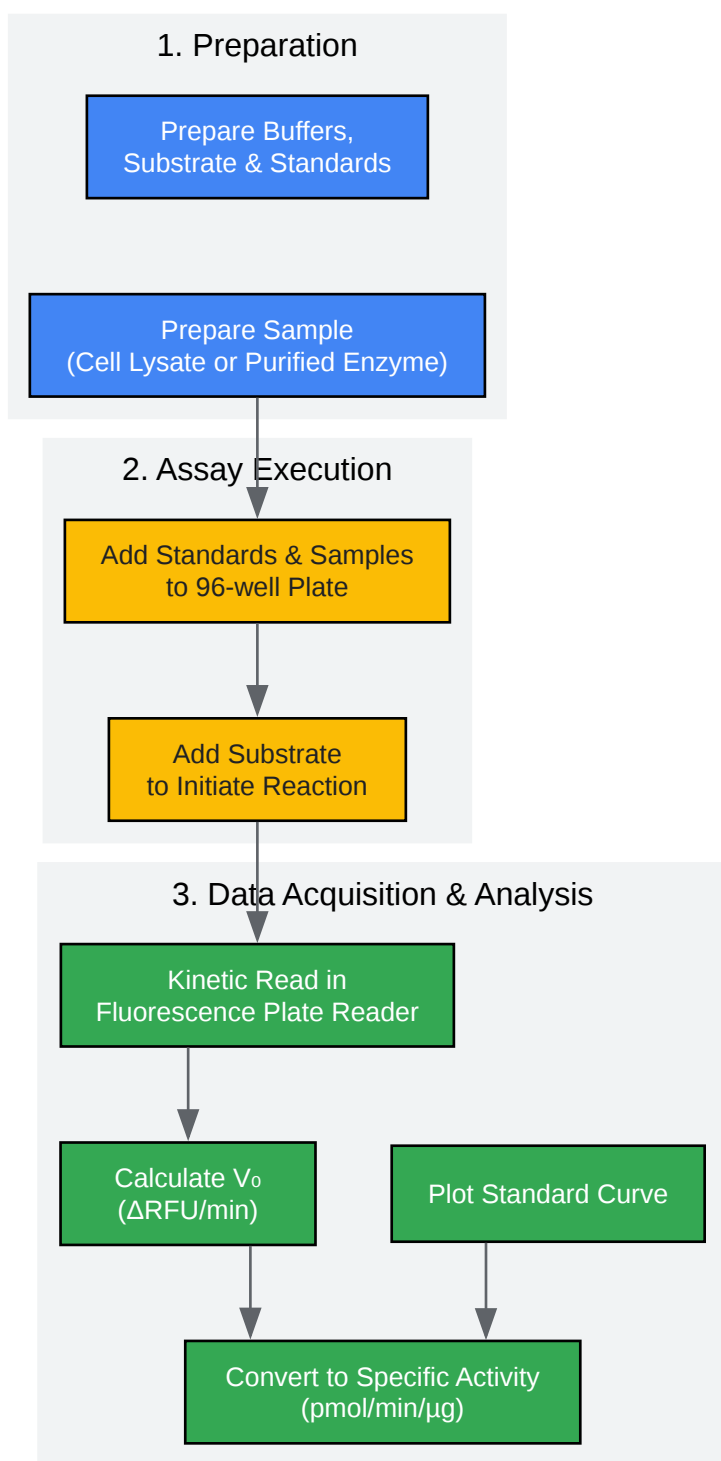 1. Preparation
Prepare Buffers,
Substrate & Standards
Prepare Sample
(Cell Lysate or Purified Enzyme)
2. Assay Execution
Add Standards & Samples
to 96-well Plate
Add Substrate
to Initiate Reaction
3. Data Acquisition & Analysis
Kinetic Read in
Fluorescence Plate Reader
Calculate V₀
(ΔRFU/min)
Plot Standard Curve
Convert to Specific Activity
(pmol/min/µg)